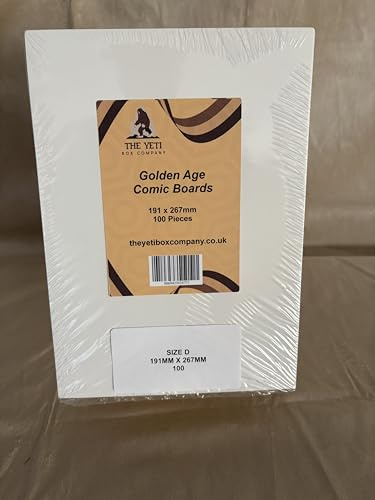 THE YETI
BOX COMPANY
Golden Age
Comic Boards
191 x 267mm
100 Pieces
theyetiboxcompany.co.uk
SIZE D
191MM X 267MM
100